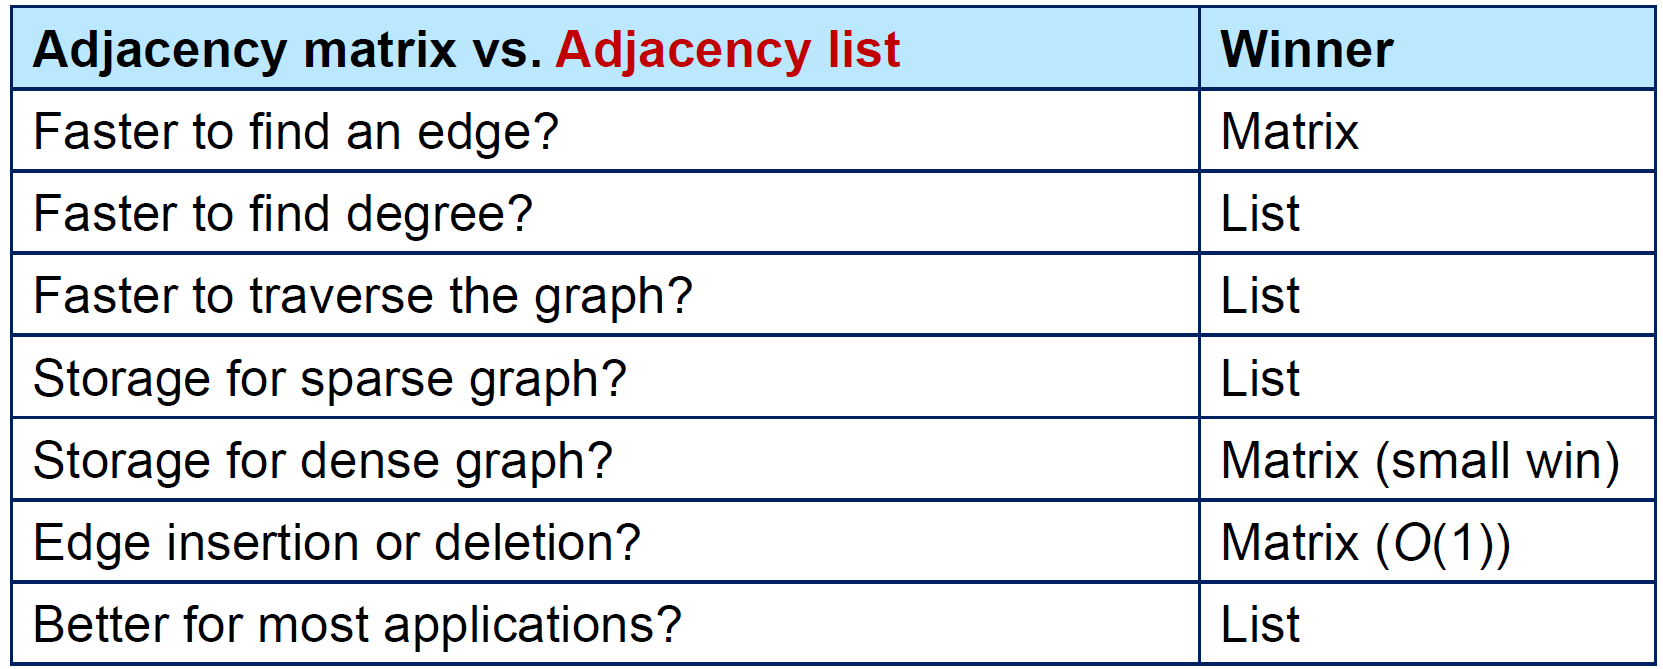 Adjacency matrix vs. Adjacency list Winner
Faster to find an edge? Matrix
Faster to find degree? List
Faster to traverse the graph? List
Storage for sparse graph? List
Storage for dense graph? Matrix (small win)
Edge insertion or deletion? Matrix (O(1))
Better for most applications? List